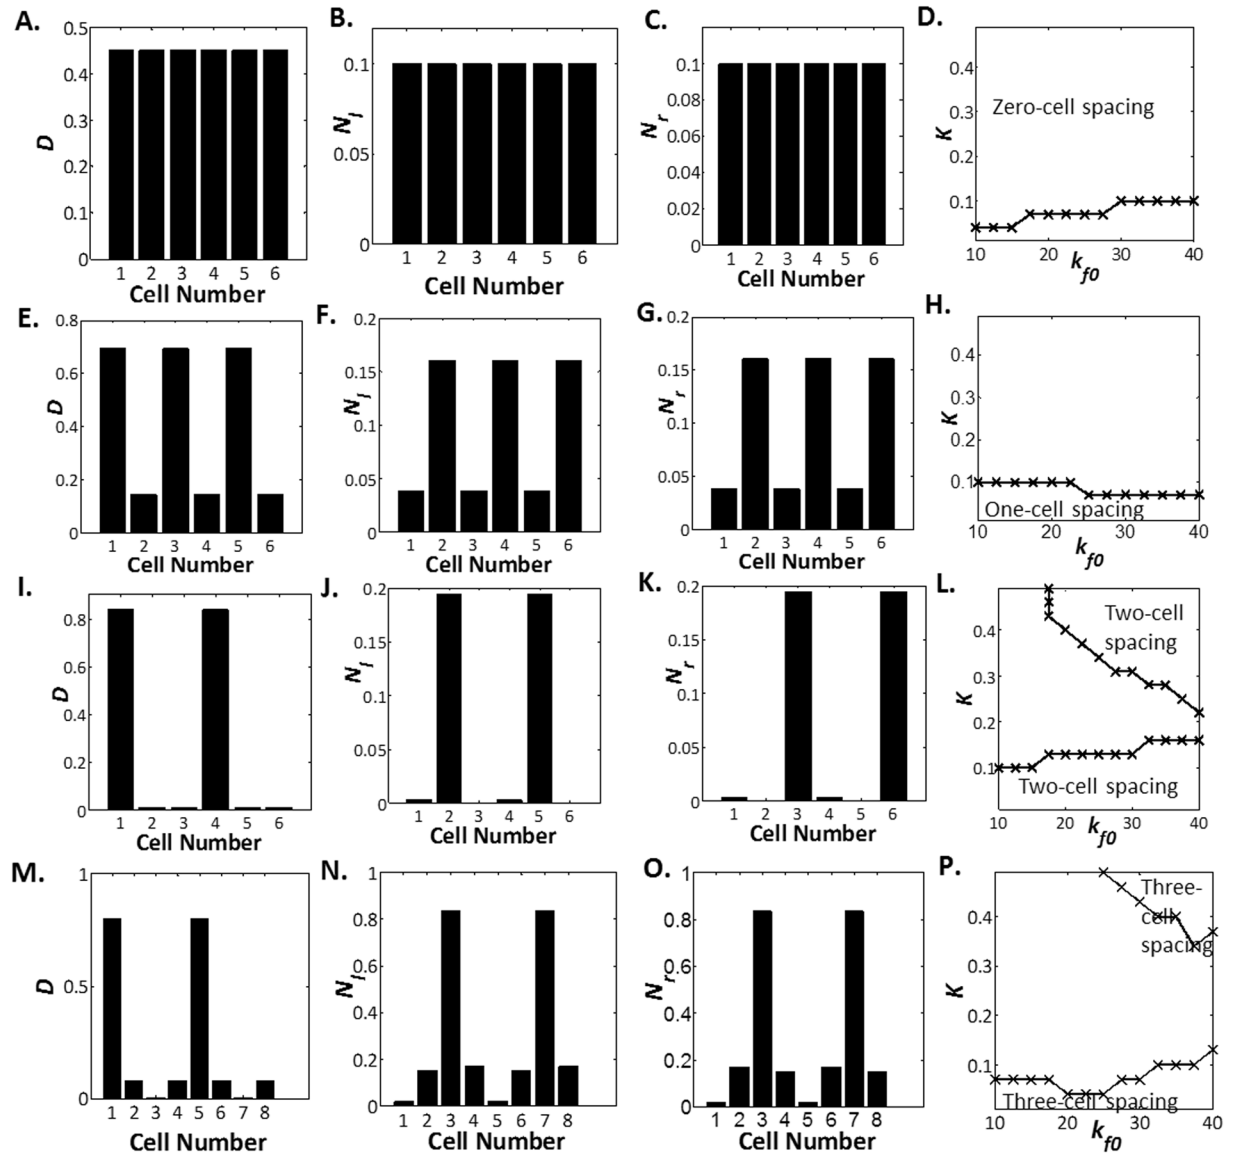 A.
0.5
0.4
0.3
0.2
0.1
0
D
1 2 3 4 5 6
Cell Number
B.
0.1
0.05
0
N_f
1 2 3 4 5 6
Cell Number
C.
0.1
0.08
0.06
0.04
0.02
0
N_r
1 2 3 4 5 6
Cell Number
D.
0.4
0.3
0.2
0.1
K
Zero-cell spacing
10 20 30 40
k_f0
E.
0.8
0.6
0.4
0.2
0
D
1 2 3 4 5 6
Cell Number
F.
0.2
0.15
0.1
0.05
0
N_f
1 2 3 4 5 6
Cell Number
G.
0.2
0.15
0.1
0.05
0
N_r
1 2 3 4 5 6
Cell Number
H.
0.4
0.3
0.2
0.1
K
One-cell spacing
10 20 30 40
k_f0
I.
0.8
0.6
0.4
0.2
0
D
1 2 3 4 5 6
Cell Number
J.
0.2
0.15
0.1
0.05
0
N_f
1 2 3 4 5 6
Cell Number
K.
0.2
0.15
0.1
0.05
0
N_r
1 2 3 4 5 6
Cell Number
L.
0.4
0.3
0.2
0.1
K
Two-cell
spacing
Two-cell spacing
10 20 30 40
k_f0
M.
1
0.5
0
D
1 2 3 4 5 6 7 8
Cell Number
N.
1
0.8
0.6
0.4
0.2
0
N_f
1 2 3 4 5 6 7 8
Cell Number
O.
1
0.8
0.6
0.4
0.2
0
N_r
1 2 3 4 5 6 7 8
Cell Number
P.
0.4
0.3
0.2
0.1
K
Three-
cell
spacing
Three-cell spacing
10 20 30 40
k_f0